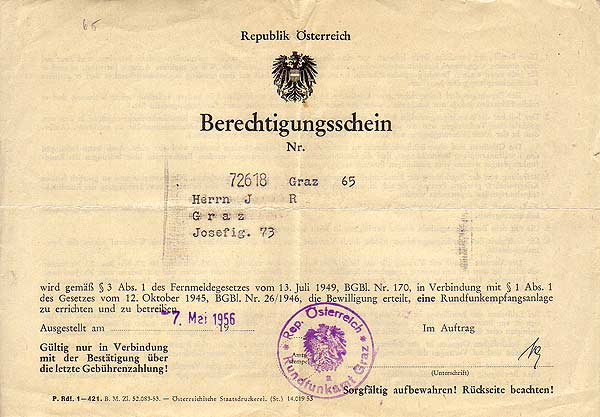 65
Republik Österreich
Berechtigungsschein
Nr.
72618 Graz 65
Herrn J R
Graz
Josefig. 73
wird gemäß § 3 Abs. 1 des Fernmeldegesetzes vom 13. Juli 1949, BGBl. Nr. 170, in Verbindung mit § 1 Abs. 1
des Gesetzes vom 12. Oktober 1945, BGBl. Nr. 26/1946, die Bewilligung erteilt, eine Rundfunkempfangsanlage
zu errichten und zu betreiben.
Ausgestellt am -7. Mai 1956 19
Im Auftrag
Rep. Österreich
Rundfunkamt Graz
2
Gültig nur in Verbindung
mit der Bestätigung über
die letzte Gebührenzahlung!
(Unterschrift)
Sorgfältig aufbewahren! Rückseite beachten!
P. Rdf. 1—421. B. M. Zl. 52.083-53. — Österreichische Staatsdruckerei. (St.) 14.019 53